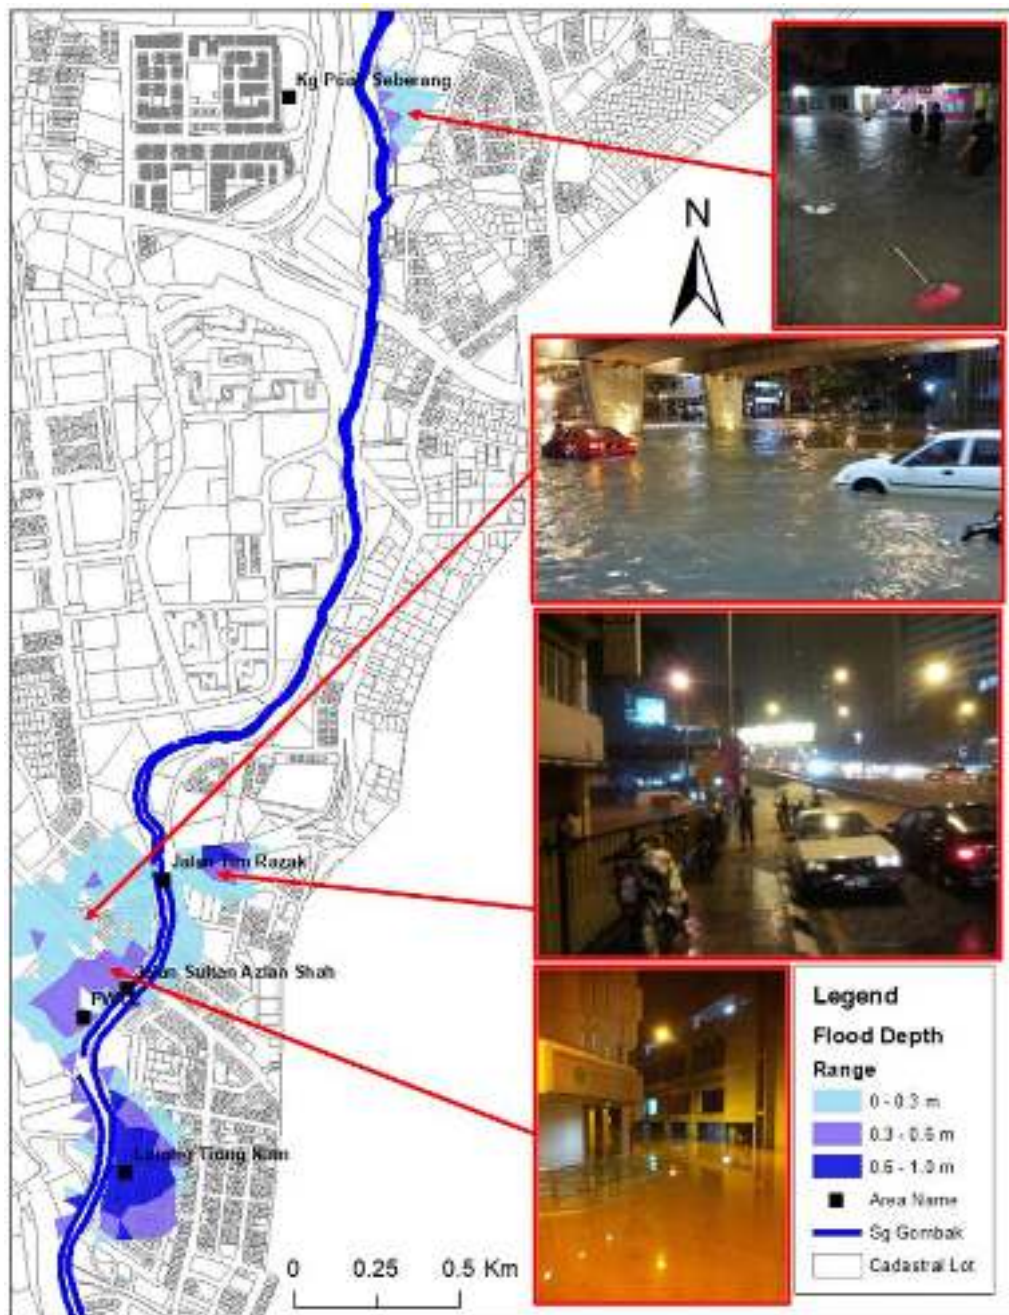 Kg Puah Seberang
N
Jalan Tun Razak
Jalan Sultan Azlan Shah
Lorong Tiong Nam
0 0.25 0.5 Km
Legend
Flood Depth
Range
0 - 0.3 m
0.3 - 0.6 m
0.6 - 1.0 m
Area Name
Sg Gombak
Cadastral Lot